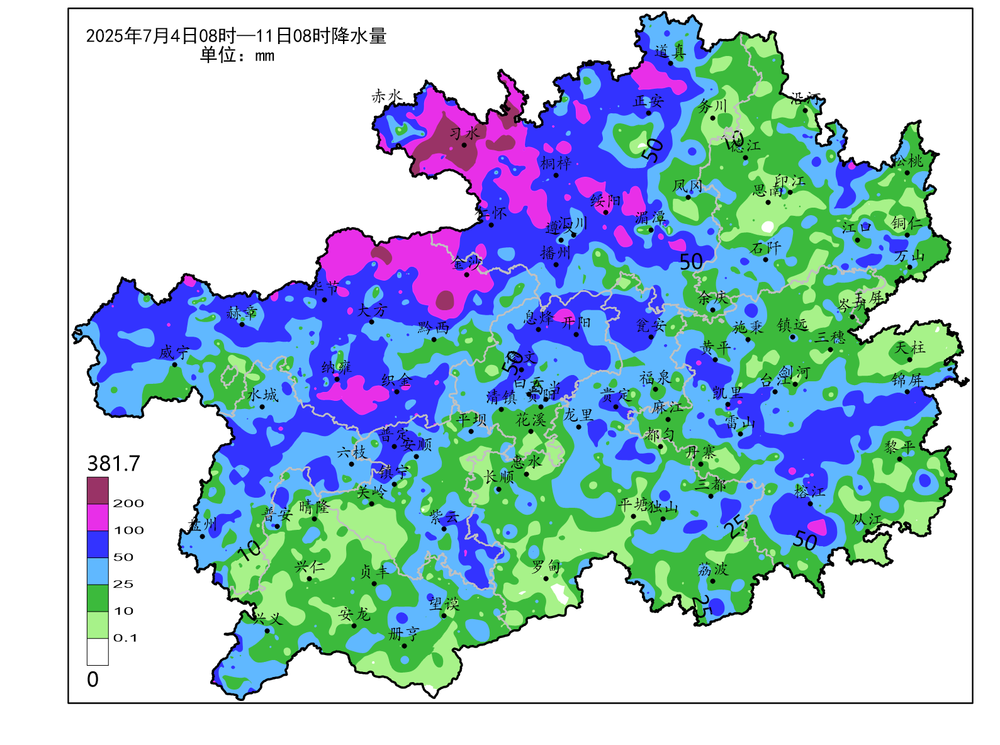 2025年7月4日08时—11日08时降水量
单位：mm
道真
赤水
正安
务川
沿河
习水
10
德江
50
桐梓
松桃
凤冈
印江
思南
绥阳
仁怀
湄潭
汇川
遵义
江口
铜仁
石阡
播州
万山
50
金沙
毕节
余庆
玉屏
岑巩
赫章
大方
息烽
开阳
瓮安
施秉
镇远
黔西
三穗
黄平
天柱
威宁
修文
50
纳雍
织金
福泉
台江
剑河
锦屏
白云
乌当
水城
清镇
贵阳
贵定
凯里
麻江
平坝
花溪
龙里
雷山
普定
安顺
都匀
六枝
丹寨
黎平
381.7
惠水
镇宁
长顺
关岭
三都
榕江
200
晴隆
平塘
独山
普安
紫云
盘州
从江
100
25
50
10
50
兴仁
贞丰
罗甸
荔波
25
望谟
25
10
兴义
安龙
册亨
0.1
0